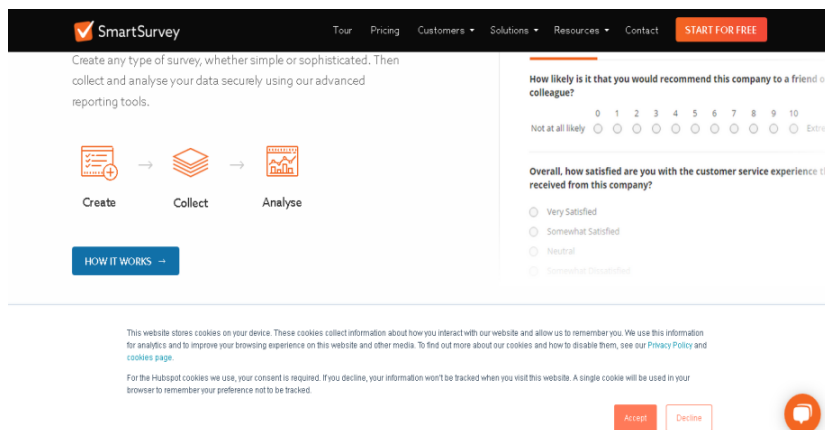 SmartSurvey
Tour Pricing Customers Solutions Resources Contact START FOR FREE
Create any type of survey, whether simple or sophisticated. Then
collect and analyse your data securely using our advanced
reporting tools.
Create Collect Analyse
HOW IT WORKS →
How likely is it that you would recommend this company to a friend o
colleague?
0 1 2 3 4 5 6 7 8 9 10
Not at all likely Extre
Overall, how satisfied are you with the customer service experience t
received from this company?
Very Satisfied
Somewhat Satisfied
Neutral
Somewhat Dissatisfied
This website stores cookies on your device. These cookies collect information about how you interact with our website and allow us to remember you. We use this information
for analytics and to improve your browsing experience on this website and other media. To find out more about our cookies and how to disable them, see our Privacy Policy and
cookies page.
For the Hubspot cookies we use, your consent is required. If you decline, your information won't be tracked when you visit this website. A single cookie will be used in your
browser to remember your preference not to be tracked.
Accept Decline